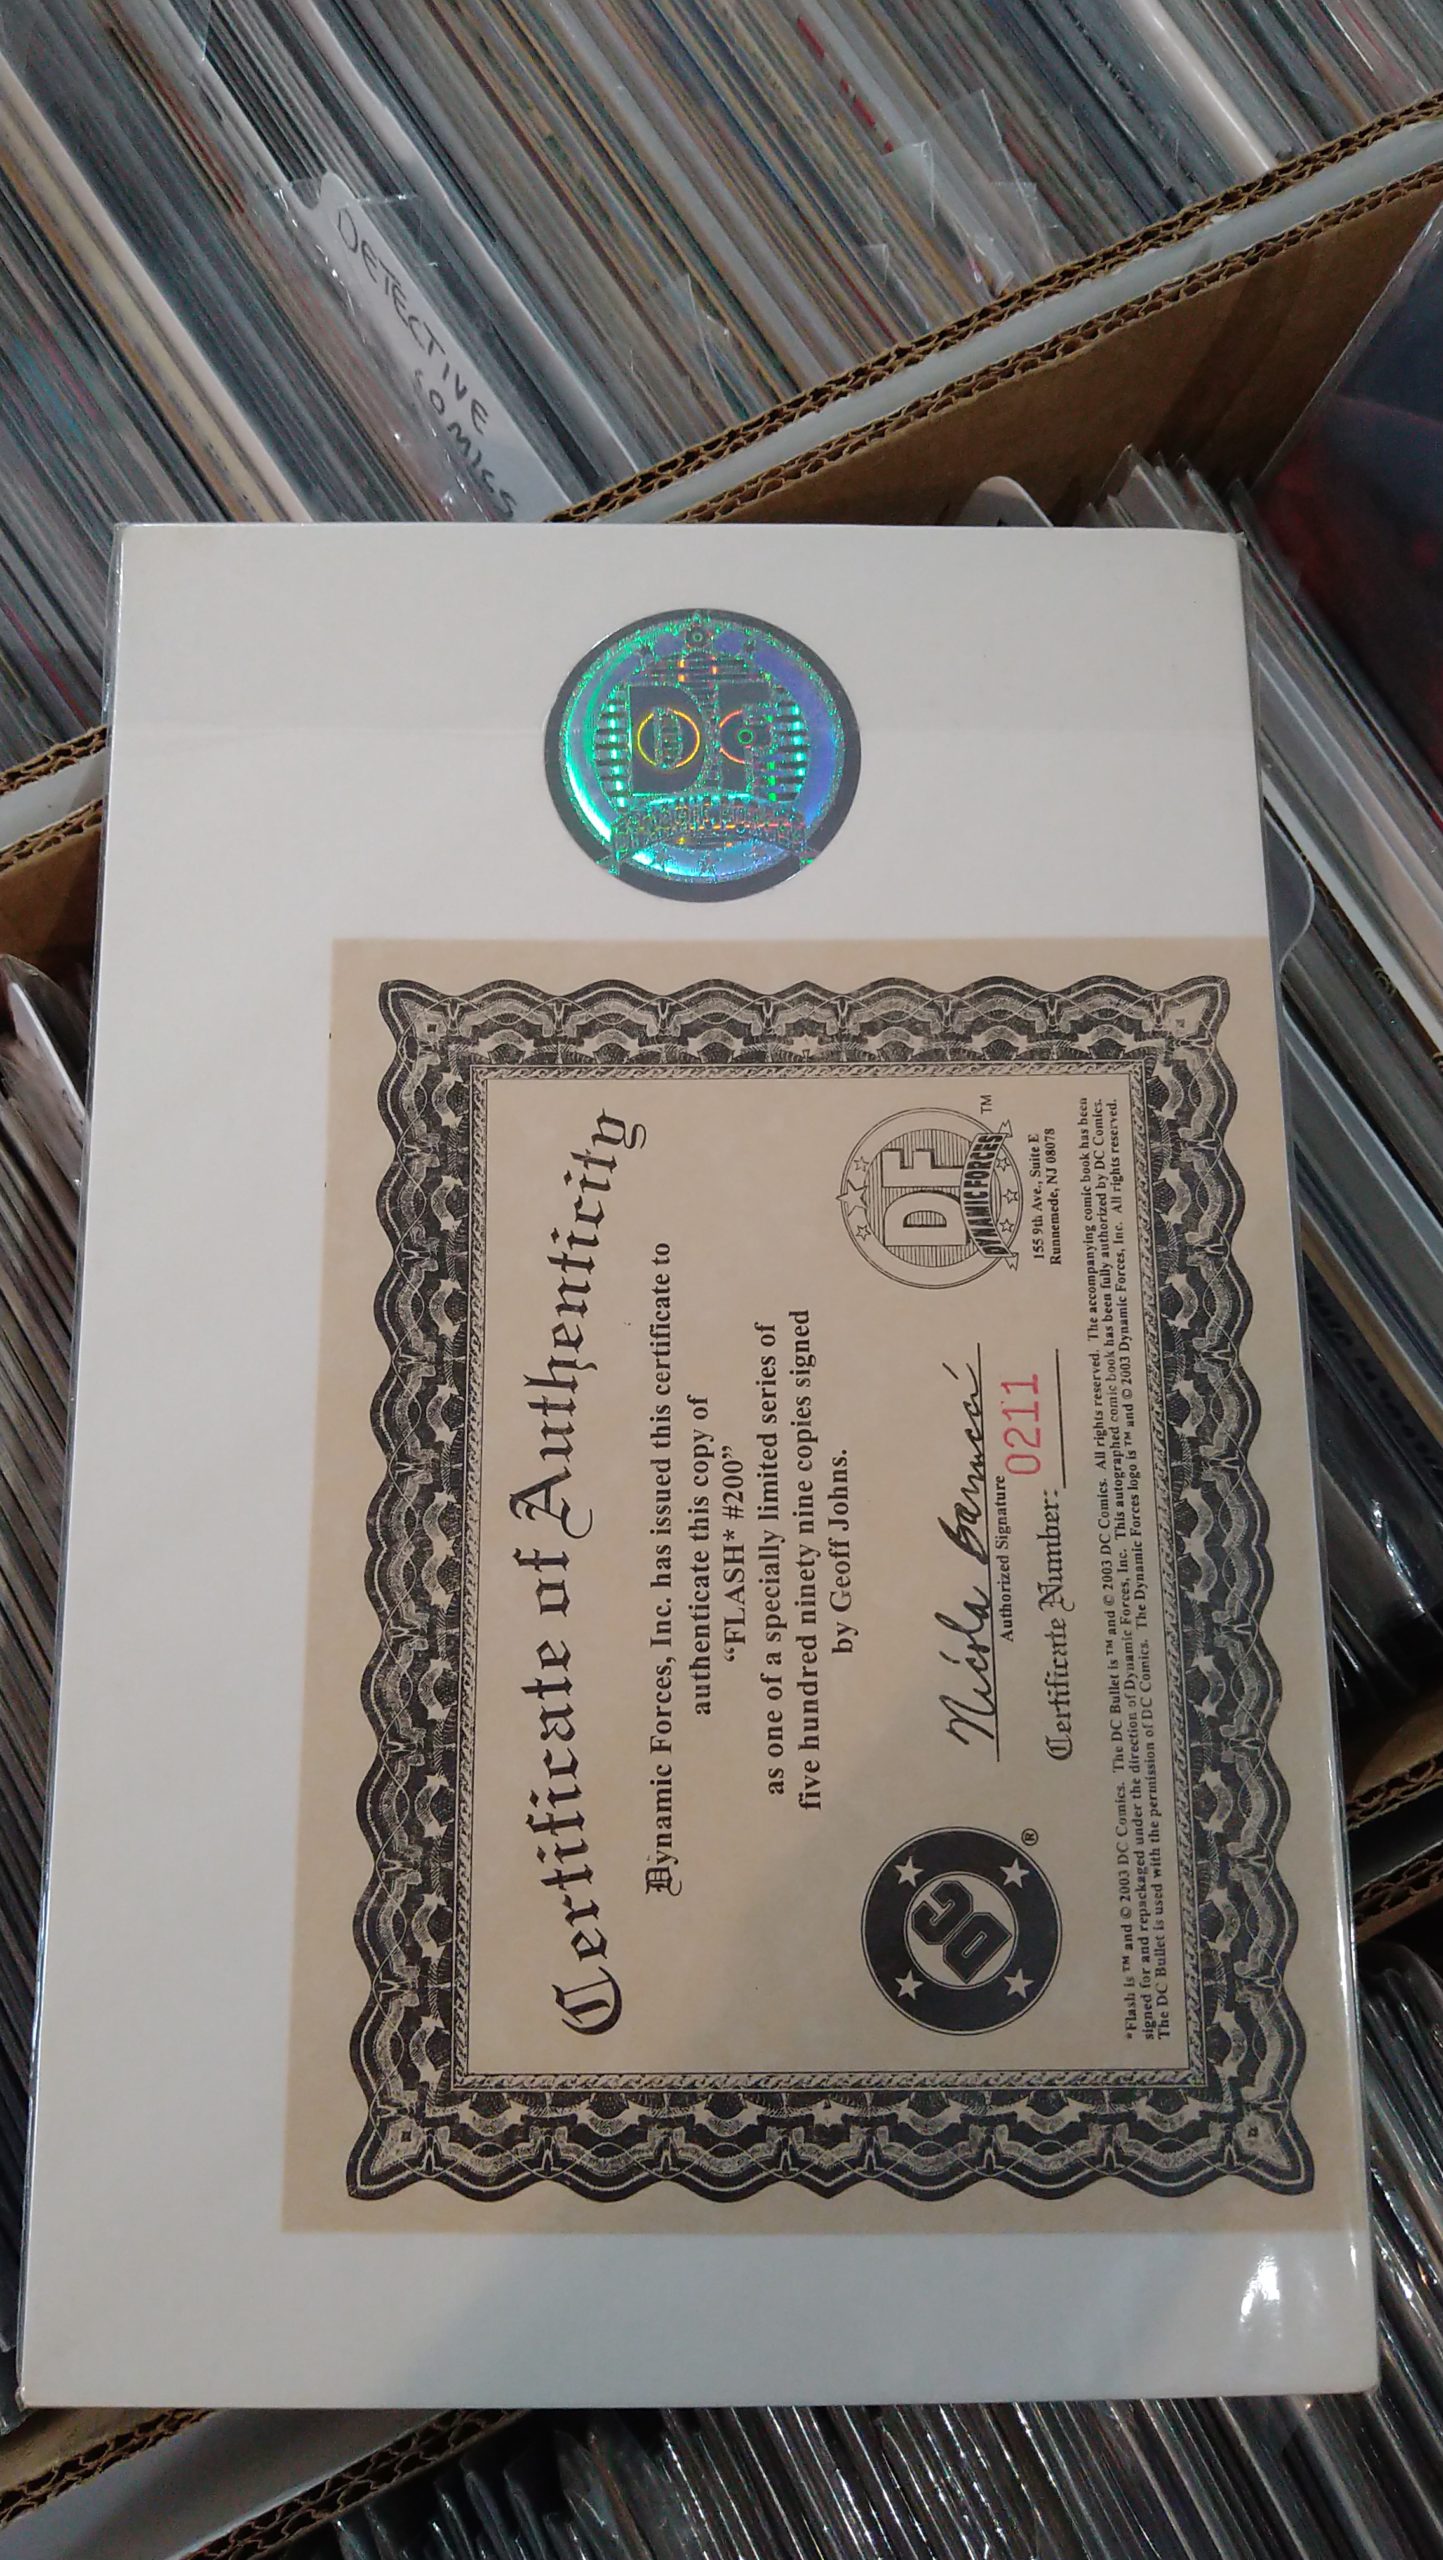 DETECTIVE
COMICS
Certificate of Authenticity
Dynamic Forces, Inc. has issued this certificate to
authenticate this copy of
“FLASH* #200”
as one of a specially limited series of
five hundred ninety nine copies signed
by Geoff Johns.
DC
®
Authorized Signature
Certificate Number: 0211
DF
DYNAMIC FORCES
TM
155 9th Ave., Suite E
Runnemede, NJ 08078
*Flash is ™ and © 2003 DC Comics. The DC Bullet is ™ and © 2003 DC Comics. All rights reserved. The accompanying comic book has been
signed for and repackaged under the direction of Dynamic Forces, Inc. This autographed comic book has been fully authorized by DC Comics.
The DC Bullet is used with the permission of DC Comics. The Dynamic Forces logo is ™ and © 2003 Dynamic Forces, Inc. All rights reserved.